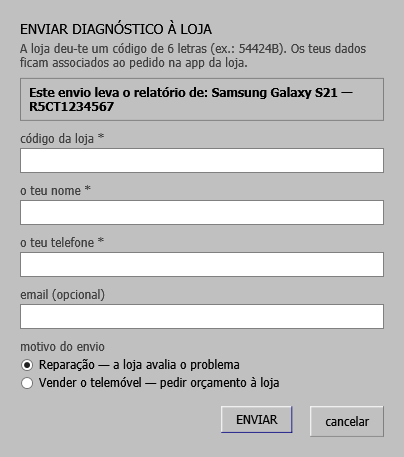 ENVIAR DIAGNÓSTICO À LOJA
A loja deu-te um código de 6 letras (ex.: 54424B). Os teus dados
ficam associados ao pedido na app da loja.
Este envio leva o relatório de: Samsung Galaxy S21 —
R5CT1234567
código da loja *
o teu nome *
o teu telefone *
email (opcional)
motivo do envio
Reparação — a loja avalia o problema
Vender o telemóvel — pedir orçamento à loja
ENVIAR
cancelar